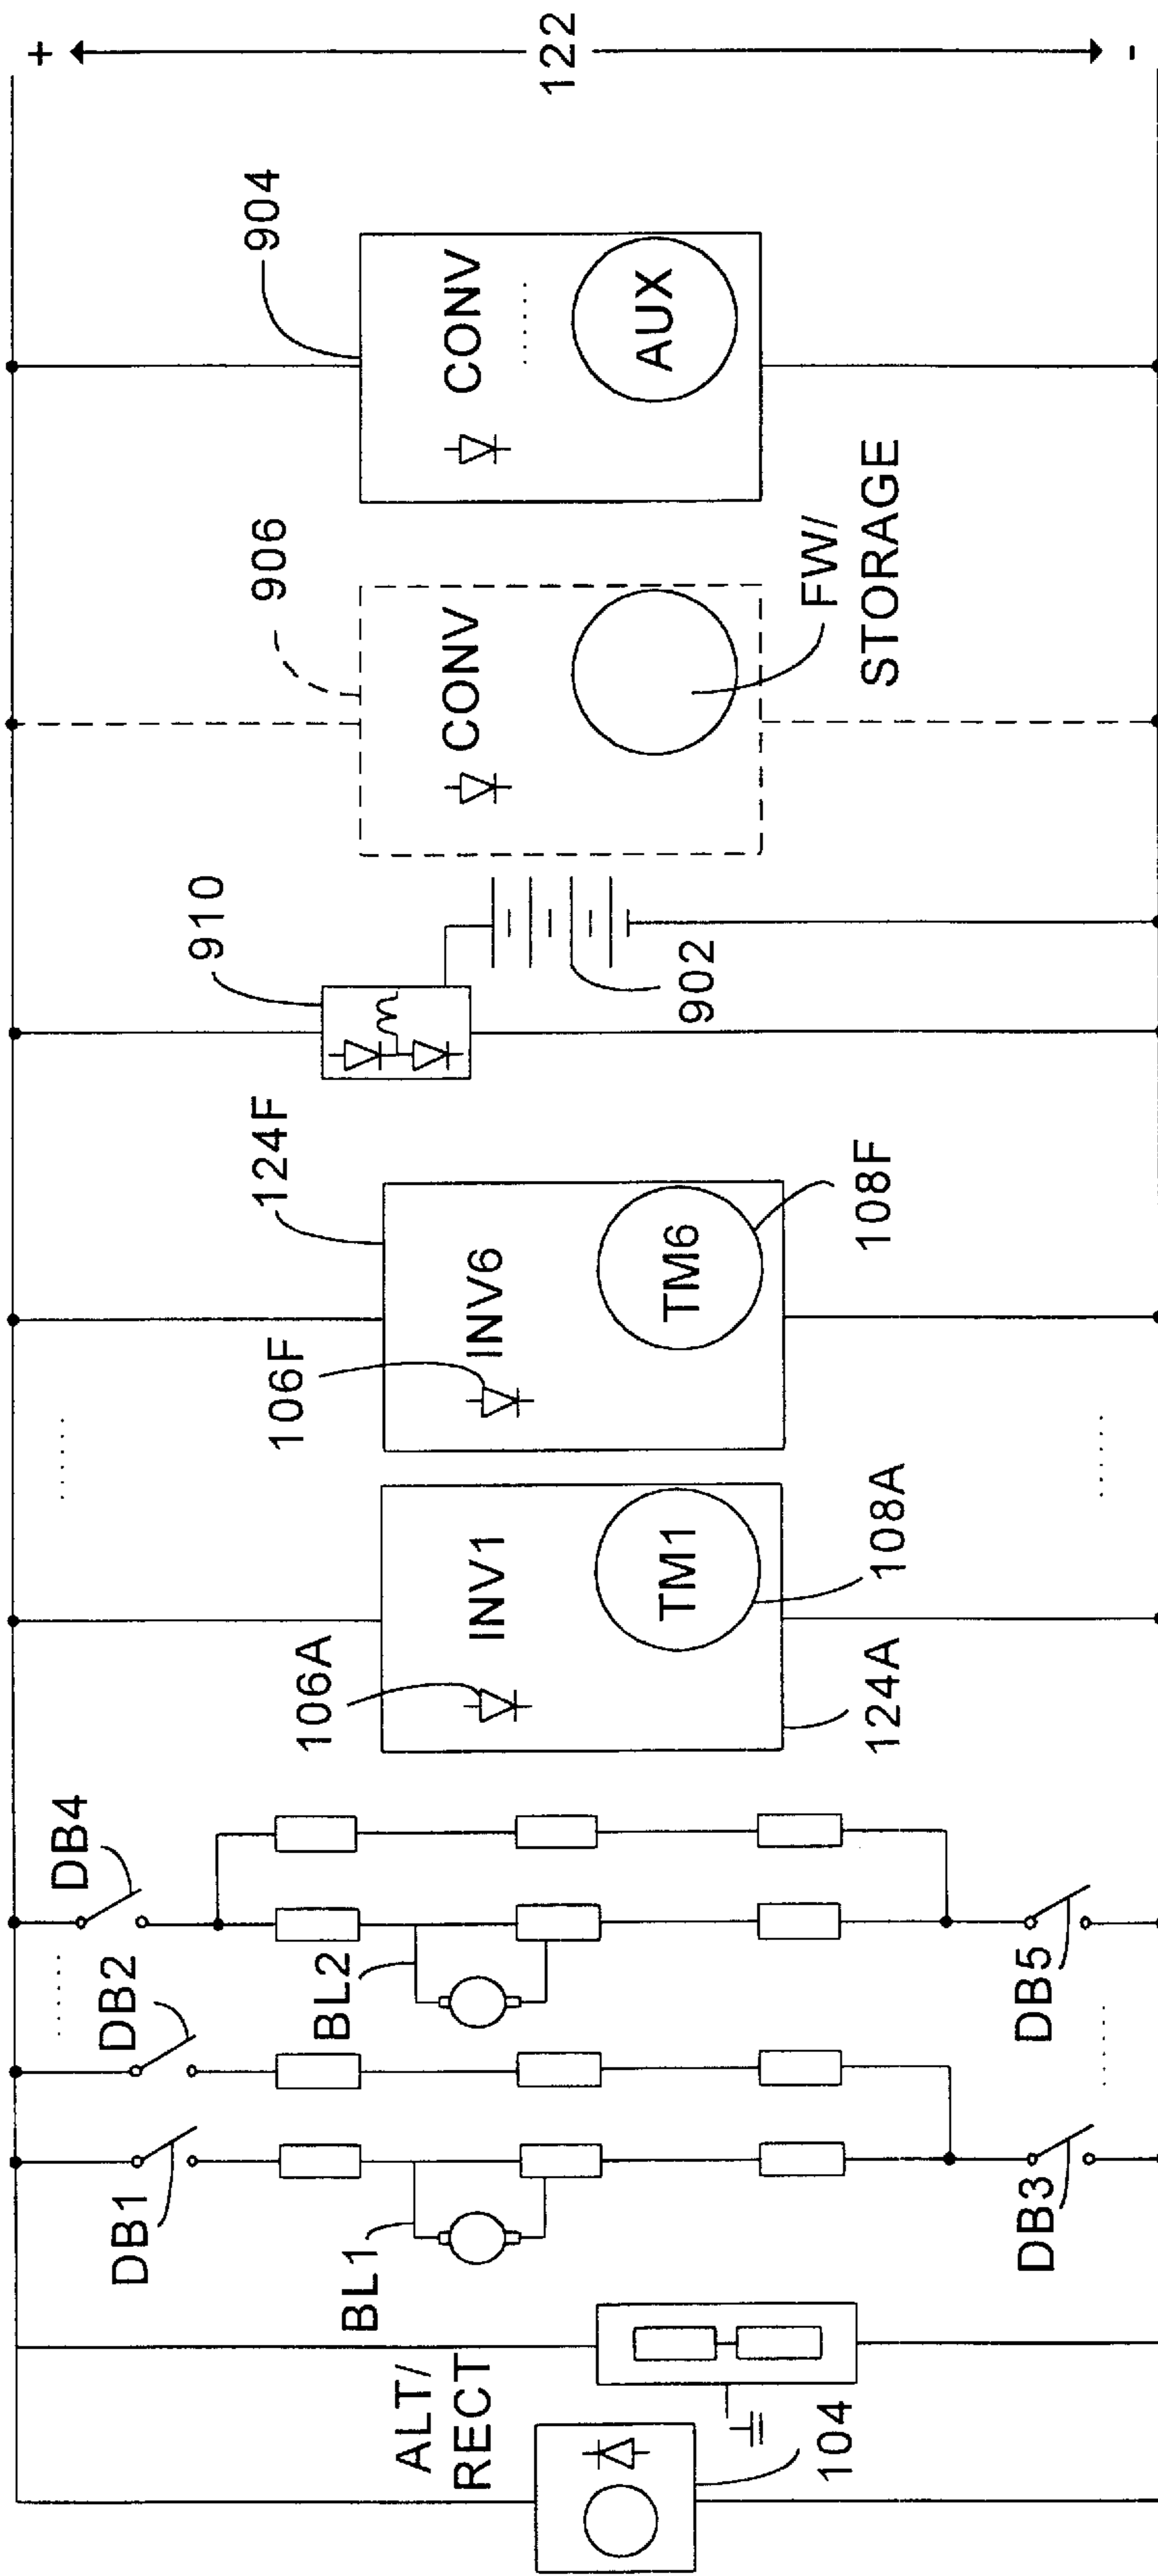 ALT/
RECT
104
DB1
BL1
DB3
DB2
BL2
DB4
DB5
106A
INV1
TM1
108A
124A
106F
INV6
TM6
108F
124F
910
902
906
CONV
FW/
STORAGE
904
CONV
AUX
+
122
-